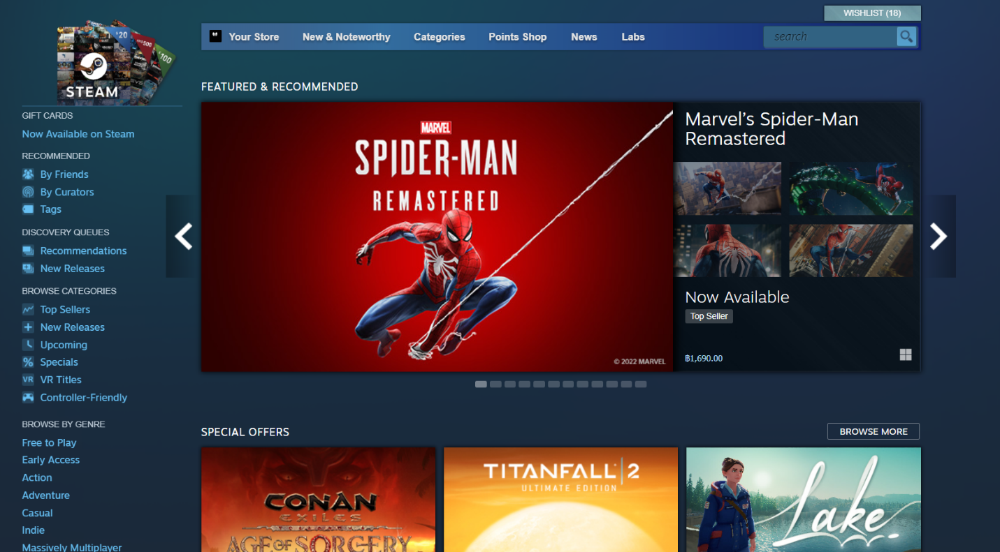 WISHLIST (18)
Your Store New & Noteworthy Categories Points Shop News Labs search
$20
$100
STEAM
GIFT CARDS
Now Available on Steam
RECOMMENDED
By Friends
By Curators
Tags
DISCOVERY QUEUES
Recommendations
New Releases
BROWSE CATEGORIES
Top Sellers
New Releases
Upcoming
Specials
VR VR Titles
Controller-Friendly
BROWSE BY GENRE
Free to Play
Early Access
Action
Adventure
Casual
Indie
Massively Multiplayer
FEATURED & RECOMMENDED
MARVEL
SPIDER-MAN
REMASTERED
© 2022 MARVEL
Marvel's Spider-Man
Remastered
Now Available
Top Seller
฿1,690.00
SPECIAL OFFERS
BROWSE MORE
CONAN
EXILES
AGE OF SORCERY
TITANFALL 2
ULTIMATE EDITION
Lake.